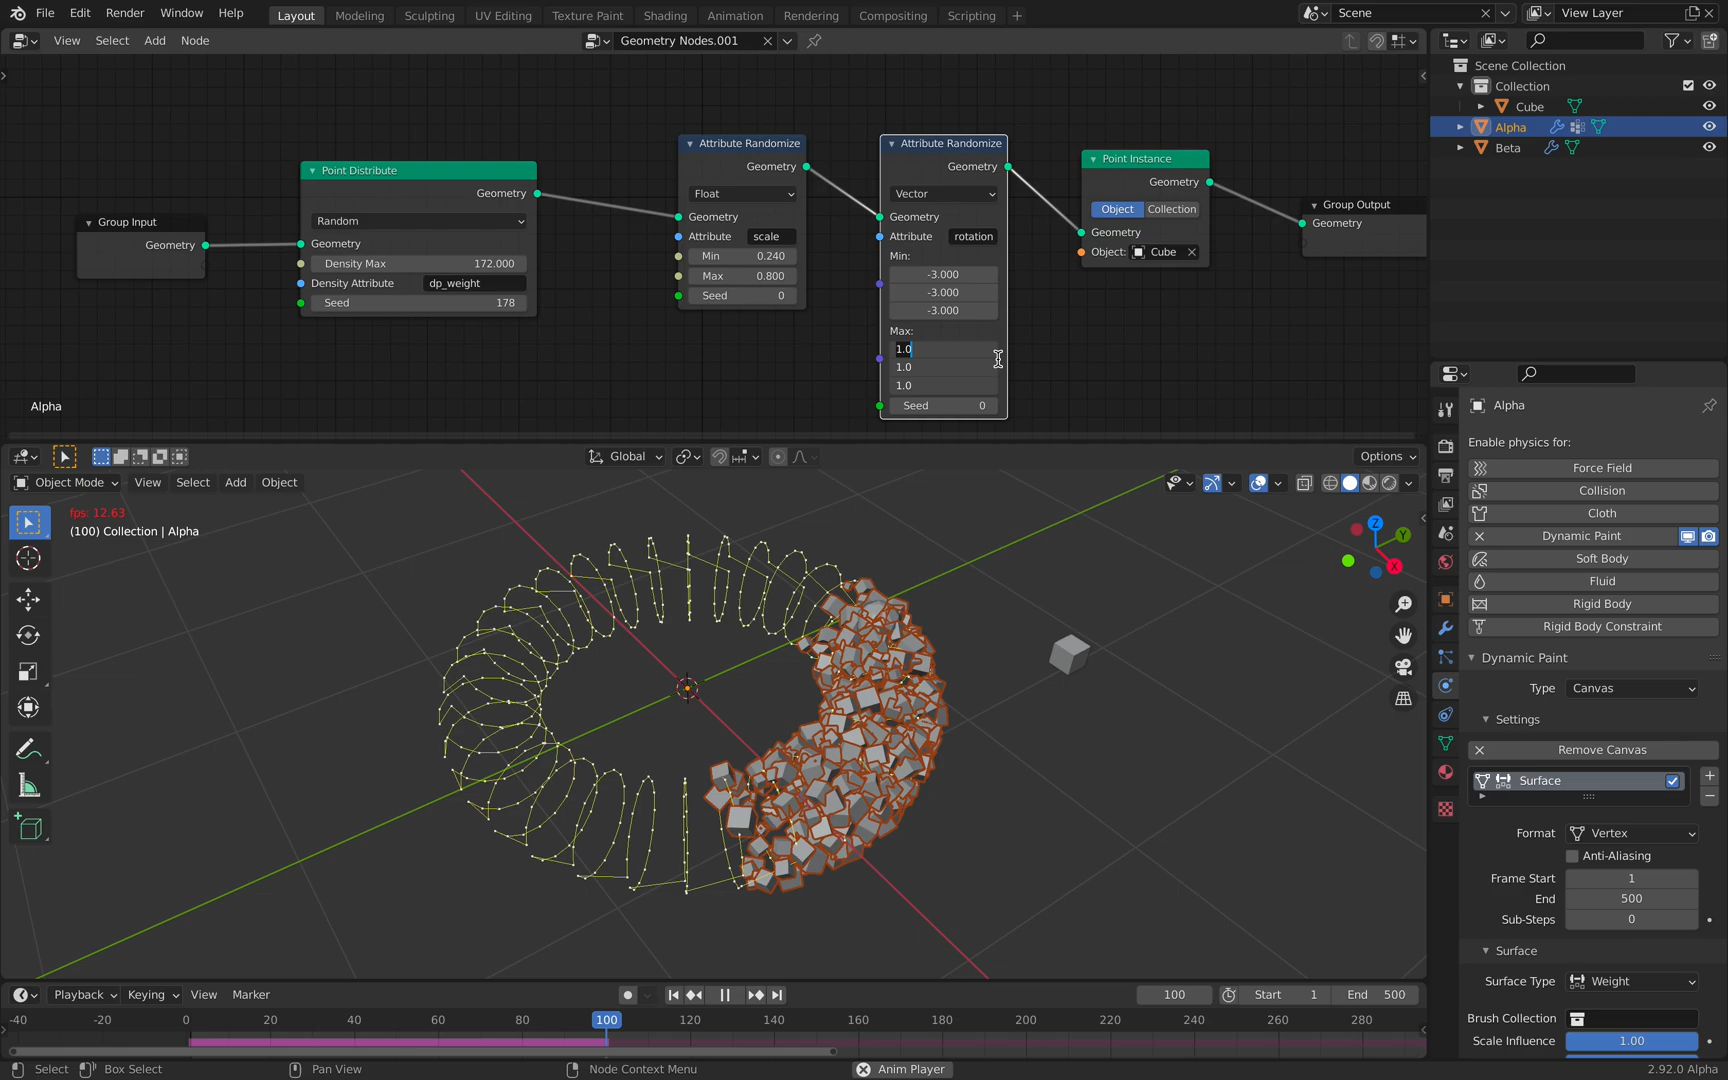 File Edit Render Window Help Layout Modeling Sculpting UV Editing Texture Paint Shading Animation Rendering Compositing Scripting + Scene View Layer
View Select Add Node Geometry Nodes.001
Scene Collection
Collection
Cube
Alpha
Beta
Group Input
Geometry
Point Distribute
Geometry
Random
Geometry
Density Max 172.000
Density Attribute dp_weight
Seed 178
Attribute Randomize
Geometry
Float
Geometry
Attribute scale
Min 0.240
Max 0.800
Seed 0
Attribute Randomize
Geometry
Vector
Geometry
Attribute rotation
Min:
-3.000
-3.000
-3.000
Max:
1.0
1.0
1.0
Seed 0
Point Instance
Geometry
Object Collection
Geometry
Object: Cube
Group Output
Geometry
Alpha
Global
Options
Object Mode View Select Add Object
fps: 12.63
(100) Collection | Alpha
Z
Y
X
Alpha
Enable physics for:
Force Field
Collision
Cloth
Dynamic Paint
Soft Body
Fluid
Rigid Body
Rigid Body Constraint
Dynamic Paint
Type Canvas
Settings
Remove Canvas
Surface
Format Vertex
Anti-Aliasing
Frame Start 1
End 500
Sub-Steps 0
Surface
Surface Type Weight
Brush Collection
Scale Influence 1.00
Playback Keying View Marker 100 Start 1 End 500
-40 -20 0 20 40 60 80 100 120 140 160 180 200 220 240 260 280
Select Box Select Pan View Node Context Menu Anim Player 2.92.0 Alpha